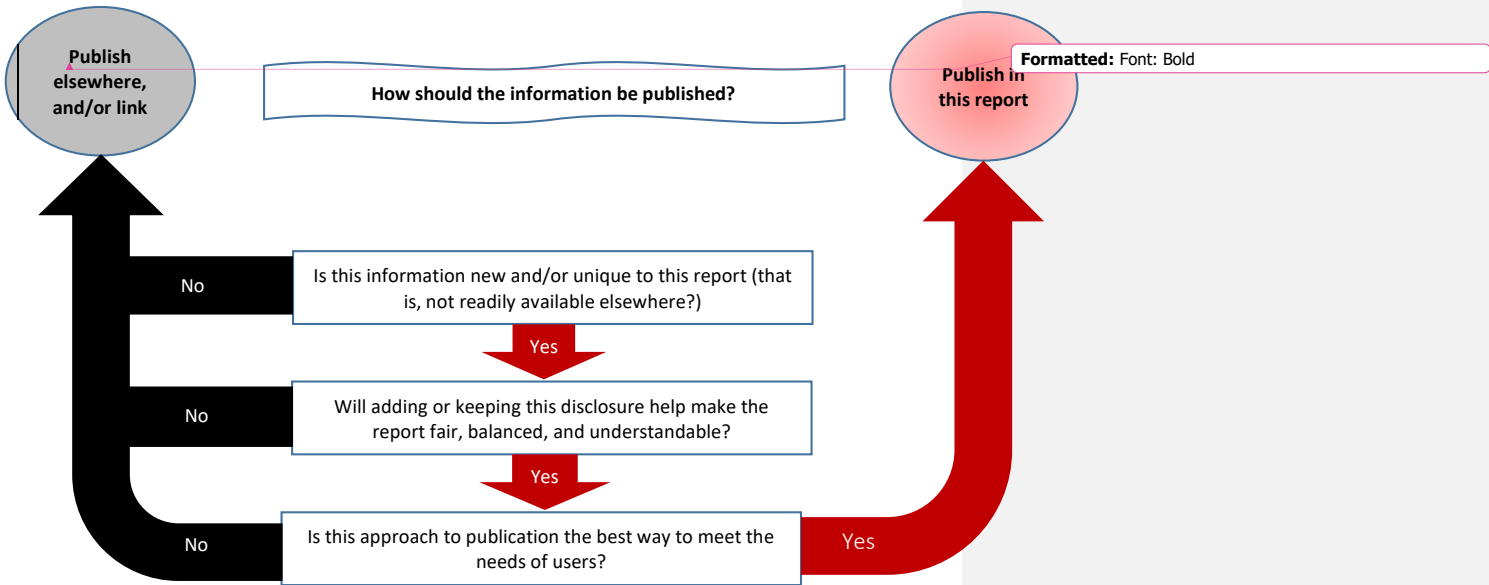 Publish
elsewhere,
and/or link
How should the information be published?
Publish in
this report
Formatted: Font: Bold
No
Is this information new and/or unique to this report (that
is, not readily available elsewhere?)
Yes
No
Will adding or keeping this disclosure help make the
report fair, balanced, and understandable?
Yes
No
Is this approach to publication the best way to meet the
needs of users?
Yes